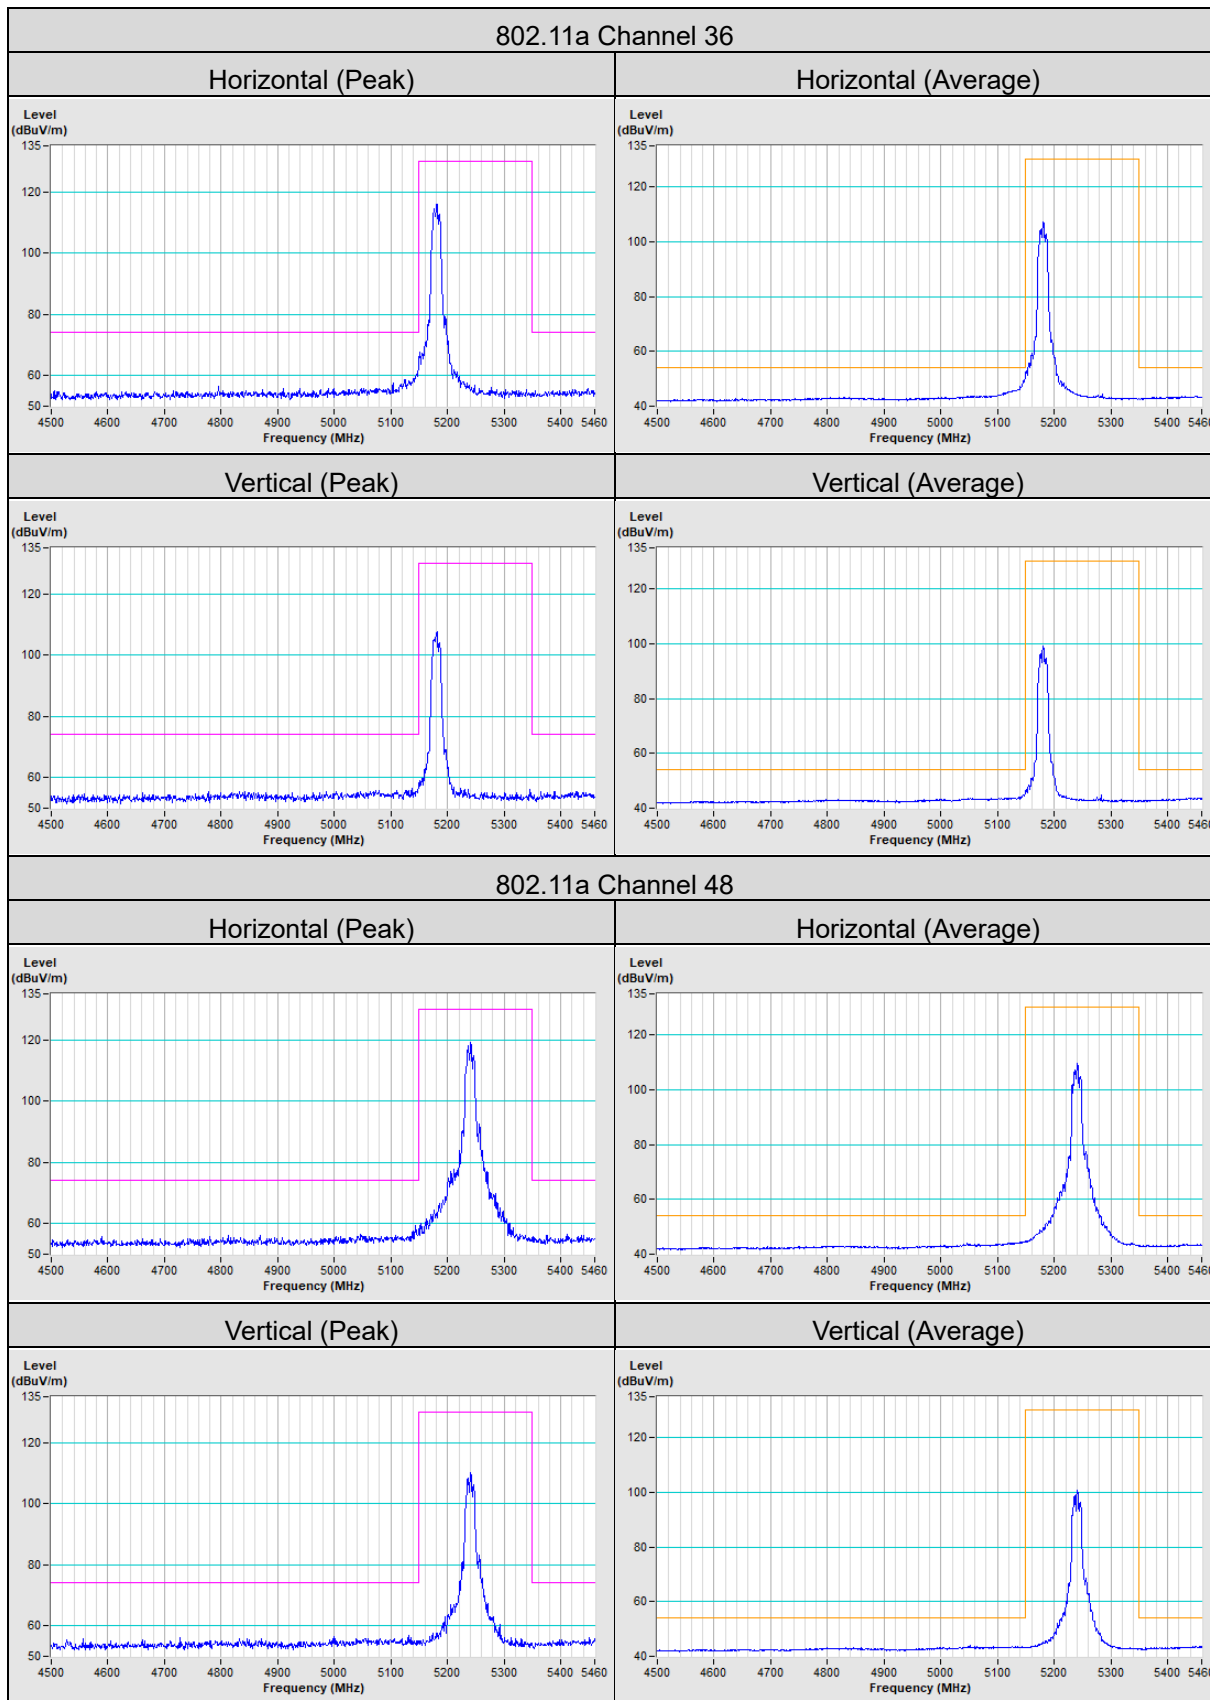 802.11a Channel 36
Horizontal (Peak) Horizontal (Average)
Level Level
(dBuV/m) (dBuV/m)
135 135
120 120
100 100
80 80
60 60
50 40
4500 4600 4700 4800 4900 5000 5100 5200 5300 5400 5460 4500 4600 4700 4800 4900 5000 5100 5200 5300 5400 5460
Frequency (MHz) Frequency (MHz)
Vertical (Peak) Vertical (Average)
Level Level
(dBuV/m) (dBuV/m)
135 135
120 120
100 100
80 80
60 60
50 40
4500 4600 4700 4800 4900 5000 5100 5200 5300 5400 5460 4500 4600 4700 4800 4900 5000 5100 5200 5300 5400 5460
Frequency (MHz) Frequency (MHz)
802.11a Channel 48
Horizontal (Peak) Horizontal (Average)
Level Level
(dBuV/m) (dBuV/m)
135 135
120 120
100 100
80 80
60 60
50 40
4500 4600 4700 4800 4900 5000 5100 5200 5300 5400 5460 4500 4600 4700 4800 4900 5000 5100 5200 5300 5400 5460
Frequency (MHz) Frequency (MHz)
Vertical (Peak) Vertical (Average)
Level Level
(dBuV/m) (dBuV/m)
135 135
120 120
100 100
80 80
60 60
50 40
4500 4600 4700 4800 4900 5000 5100 5200 5300 5400 5460 4500 4600 4700 4800 4900 5000 5100 5200 5300 5400 5460
Frequency (MHz) Frequency (MHz)